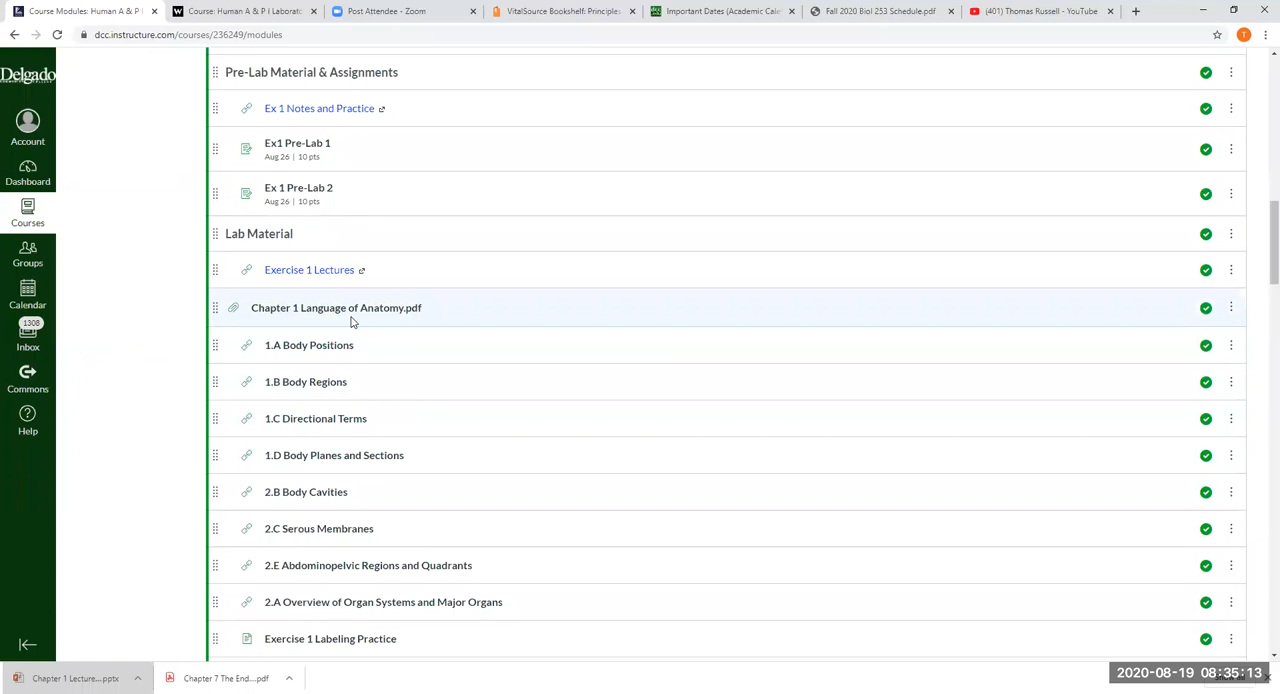 Course Modules: Human A & P I
Course: Human A & P I Laborato
Post Attendee - Zoom
VitalSource Bookshelf: Principles
Important Dates (Academic Cale
Fall 2020 Biol 253 Schedule.pdf
(401) Thomas Russell - YouTube
dcc.instructure.com/courses/236249/modules
T
Delgado
Account
Dashboard
Courses
Groups
Calendar
1308
Inbox
Commons
Help
Pre-Lab Material & Assignments
Ex 1 Notes and Practice
Ex1 Pre-Lab 1
Aug 26 | 10 pts
Ex 1 Pre-Lab 2
Aug 26 | 10 pts
Lab Material
Exercise 1 Lectures
Chapter 1 Language of Anatomy.pdf
1.A Body Positions
1.B Body Regions
1.C Directional Terms
1.D Body Planes and Sections
2.B Body Cavities
2.C Serous Membranes
2.E Abdominopelvic Regions and Quadrants
2.A Overview of Organ Systems and Major Organs
Exercise 1 Labeling Practice
Chapter 1 Lecture....pptx
Chapter 7 The End....pdf
2020-08-19 08:35:13